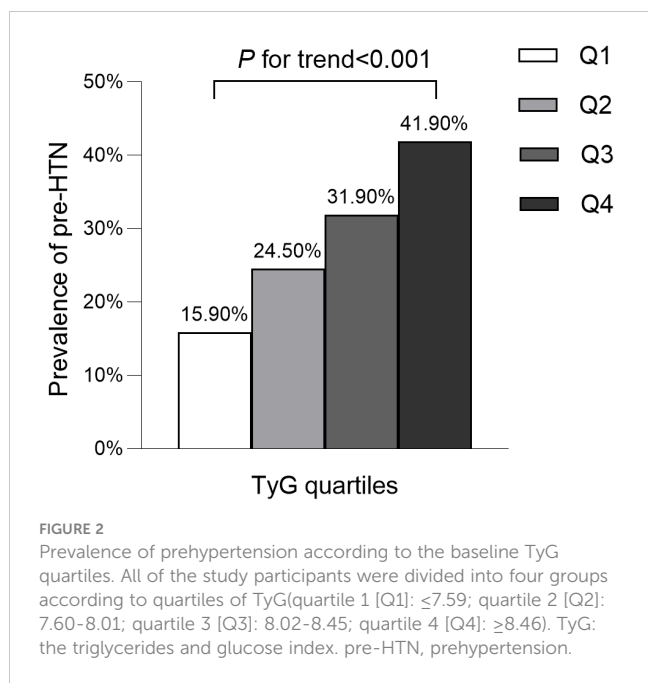 P for trend<0.001
Q1
Q2
Q3
Q4
50%
40%
30%
20%
10%
0%
Prevalence of pre-HTN
15.90%
24.50%
31.90%
41.90%
TyG quartiles
FIGURE 2
Prevalence of prehypertension according to the baseline TyG
quartiles. All of the study participants were divided into four groups
according to quartiles of TyG(quartile 1 [Q1]: ≤7.59; quartile 2 [Q2]:
7.60-8.01; quartile 3 [Q3]: 8.02-8.45; quartile 4 [Q4]: ≥8.46). TyG:
the triglycerides and glucose index. pre-HTN, prehypertension.